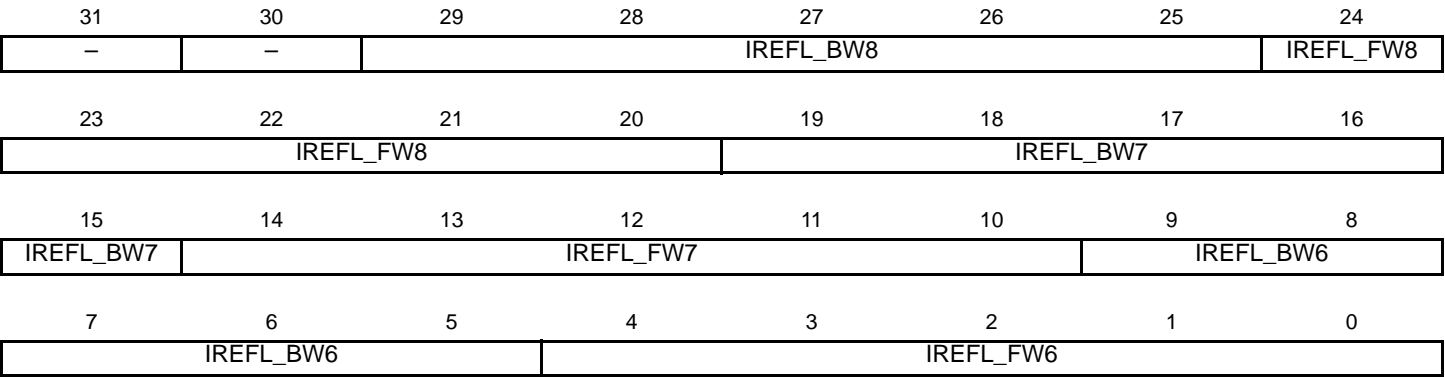 31 30 29 28 27 26 25 24
– – IREFL_BW8 IREFL_FW8
23 22 21 20 19 18 17 16
IREFL_FW8 IREFL_BW7
15 14 13 12 11 10 9 8
IREFL_BW7 IREFL_FW7 IREFL_BW6
7 6 5 4 3 2 1 0
IREFL_BW6 IREFL_FW6